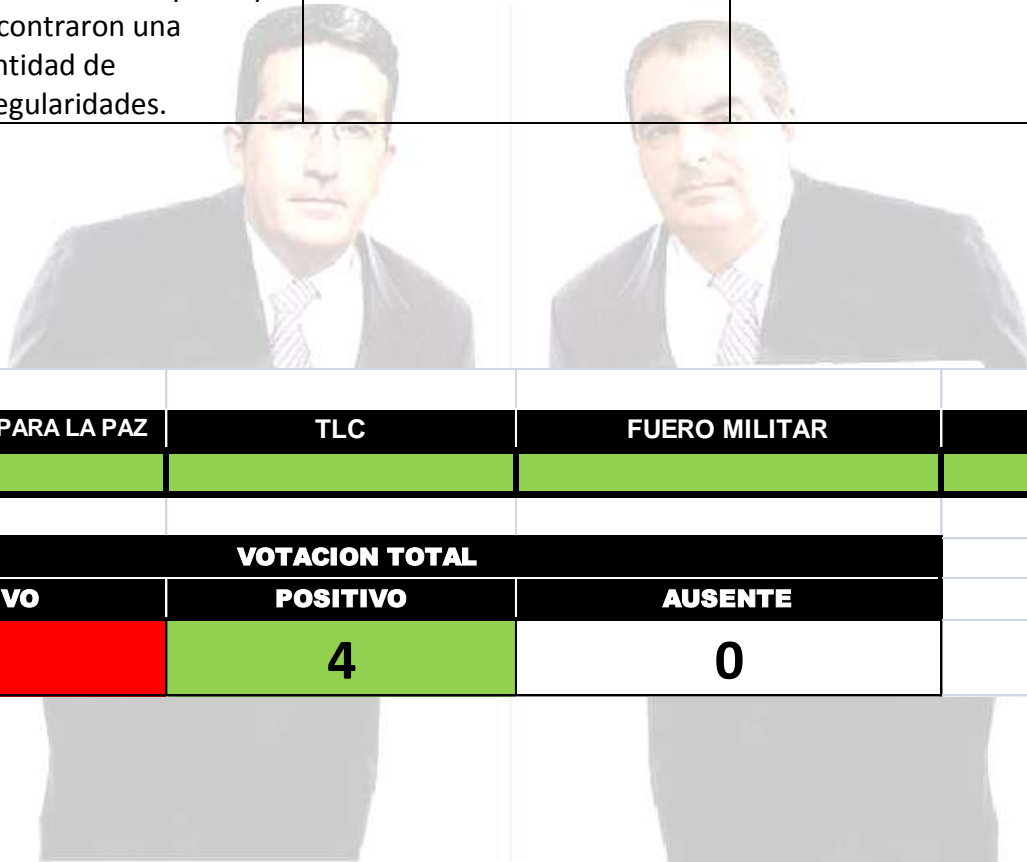 contraron una
ntidad de
egularidades.
PARA LA PAZ TLC FUERO MILITAR
VOTACION TOTAL
VO POSITIVO AUSENTE
4 0